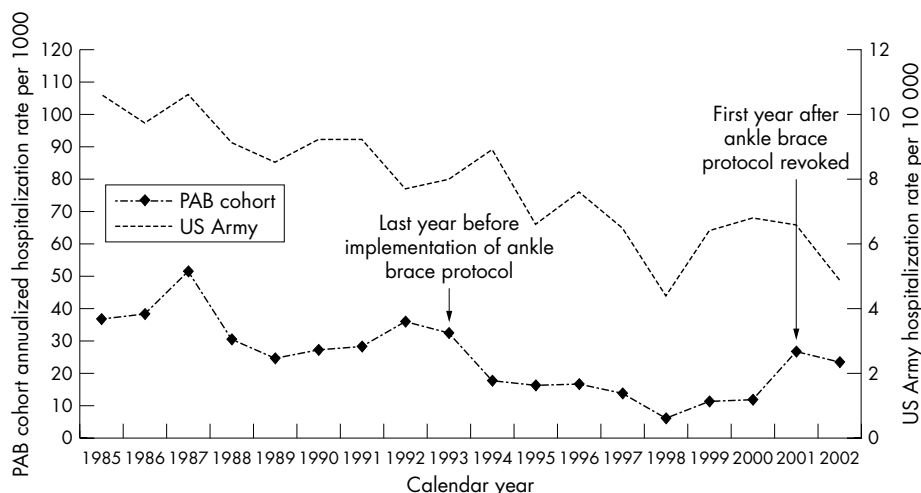 120
110
100
90
80
70
60
50
40
30
20
10
0
PAB cohort annualized hospitalization rate per 1000
PAB cohort
US Army
Last year before
implementation of ankle
brace protocol
First year after
ankle brace
protocol revoked
12
10
8
6
4
2
0
US Army hospitalization rate per 10 000
1985 1986 1987 1988 1989 1990 1991 1992 1993 1994 1995 1996 1997 1998 1999 2000 2001 2002
Calendar year